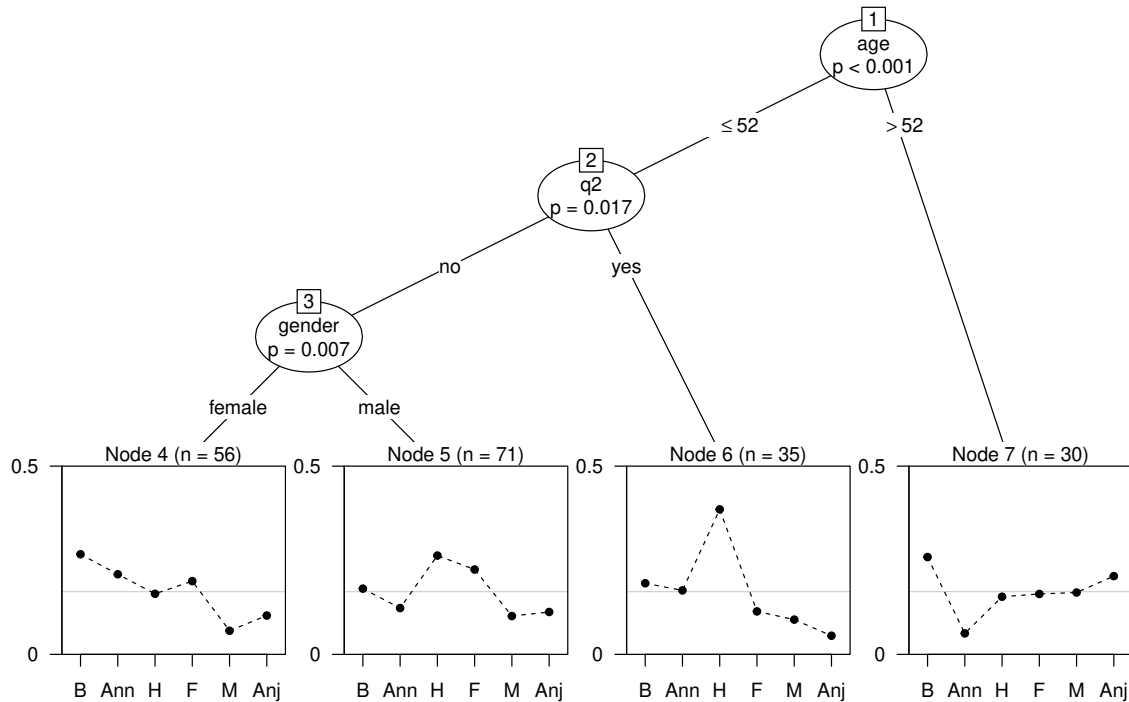 1
age
p < 0.001
≤ 52
> 52
2
q2
p = 0.017
no
yes
3
gender
p = 0.007
female
male
Node 4 (n = 56)
0.5
0
B Ann H F M Anj
Node 5 (n = 71)
0.5
0
B Ann H F M Anj
Node 6 (n = 35)
0.5
0
B Ann H F M Anj
Node 7 (n = 30)
0.5
0
B Ann H F M Anj